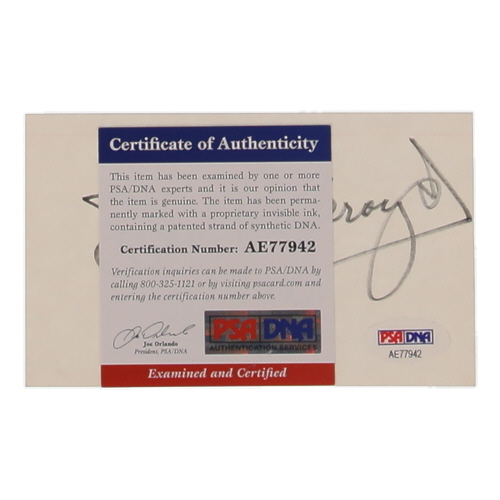 Certificate of Authenticity
This item has been examined by one or more
PSA/DNA experts and it is our opinion that
the item is genuine. The item has been perma-
nently marked with a proprietary invisible ink,
containing a patented strand of synthetic DNA.
Certification Number: AE77942
Verification inquiries can be made to PSA/DNA by
calling 800-325-1121 or by visiting psacard.com and
entering the certification number above.
Joe Orlando
President, PSA/DNA
PSA DNA
AUTHENTICATION SERVICES
Examined and Certified
PSA DNA
AE77942